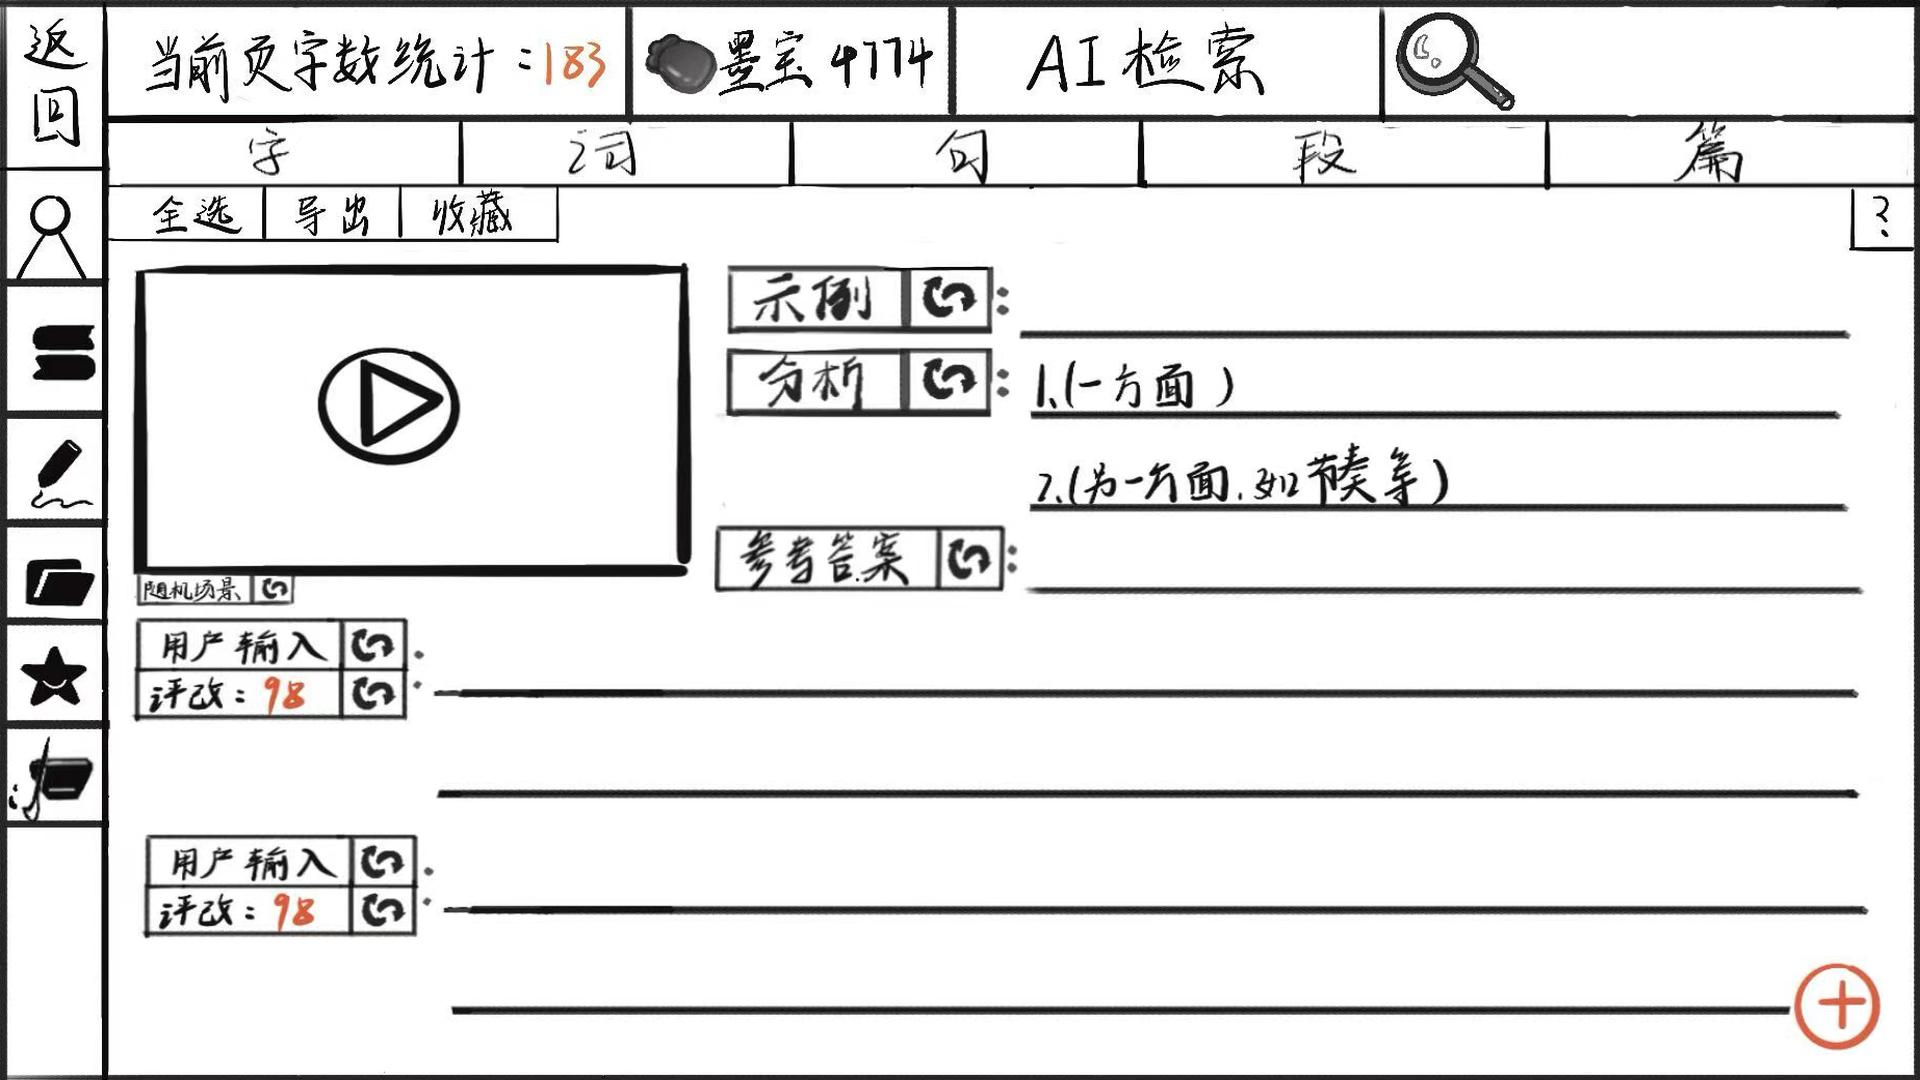 返回
当前页字数统计：183
墨宝 4774
AI 检索
字 词 句 段 篇
全选 导出 收藏
?
示例：
分析：1.(一方面)
2.(另一方面.如节奏等)
参考答案：
随机场景
用户输入
评改：98
用户输入
评改：98